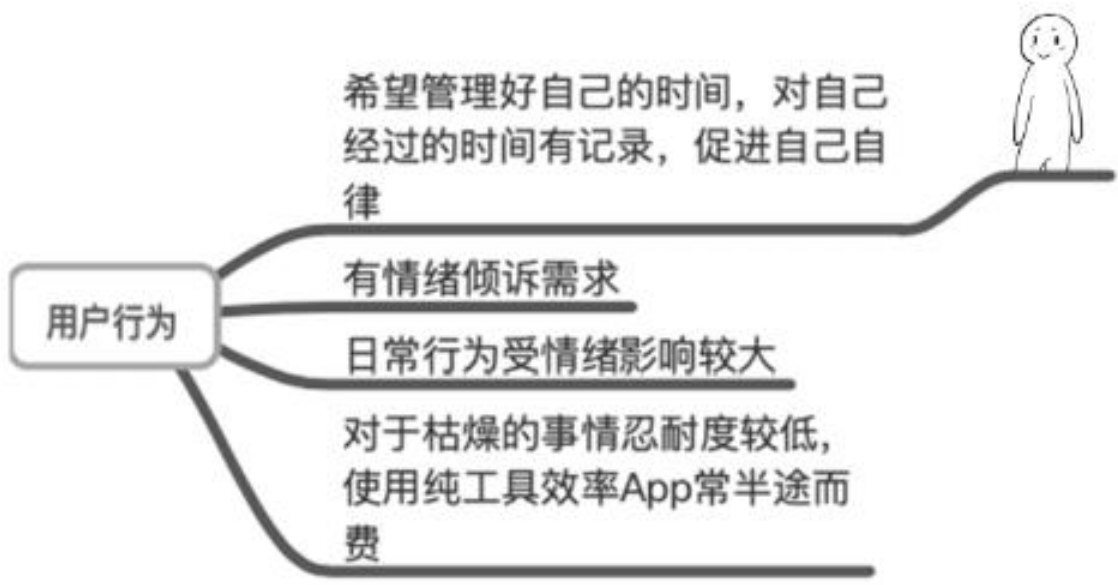 希望管理好自己的时间，对自己
经过的时间有记录，促进自己自
律
有情绪倾诉需求
用户行为
日常行为受情绪影响较大
对于枯燥的事情忍耐度较低，
使用纯工具效率App常半途而
费